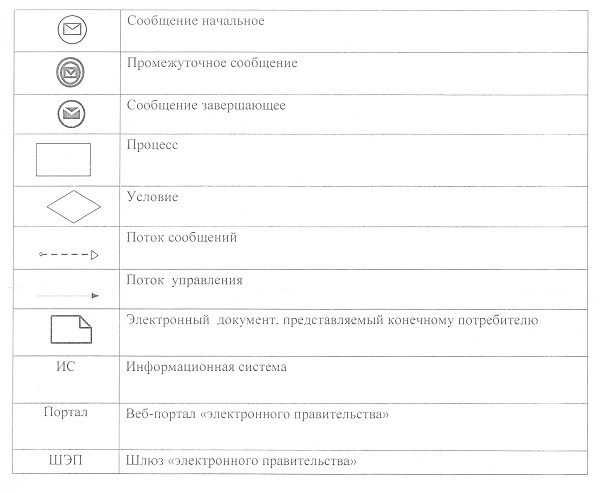 Сообщение начальное
Промежуточное сообщение
Сообщение завершающее
Процесс
Условие
Поток сообщений
Поток управления
Электронный документ, представляемый конечному потребителю
ИС Информационная система
Портал Веб-портал «электронного правительства»
ШЭП Шлюз «электронного правительства»